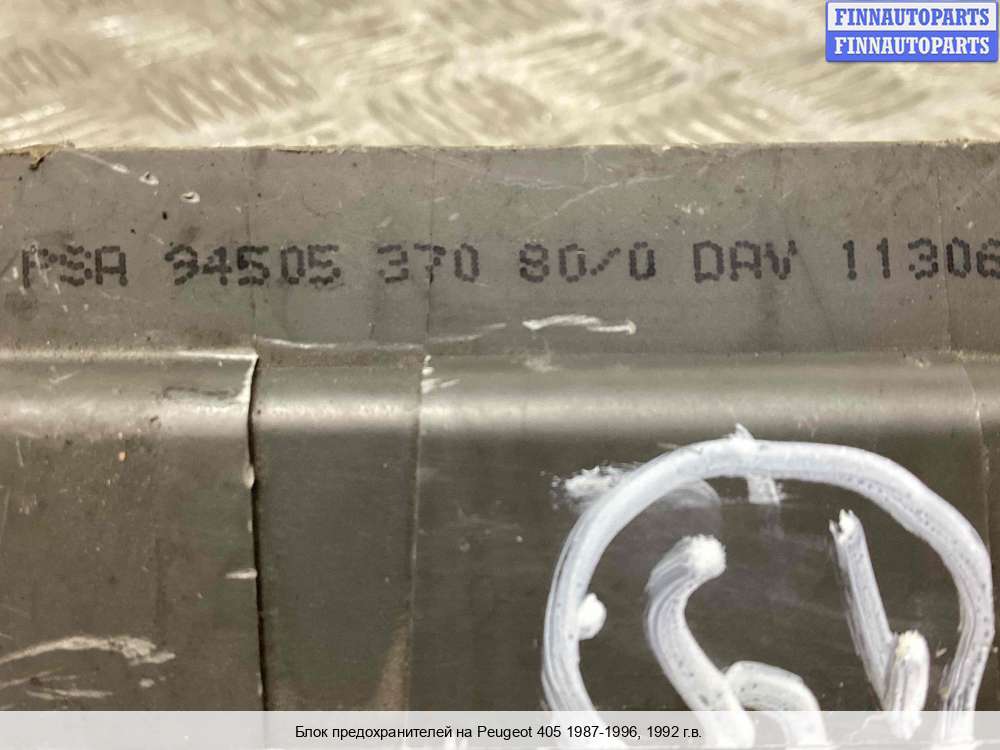 FINNAUTOPARTS
FINNAUTOPARTS
PSA 94505 370 80/0 DAV 11306
Блок предохранителей на Peugeot 405 1987-1996, 1992 г.в.